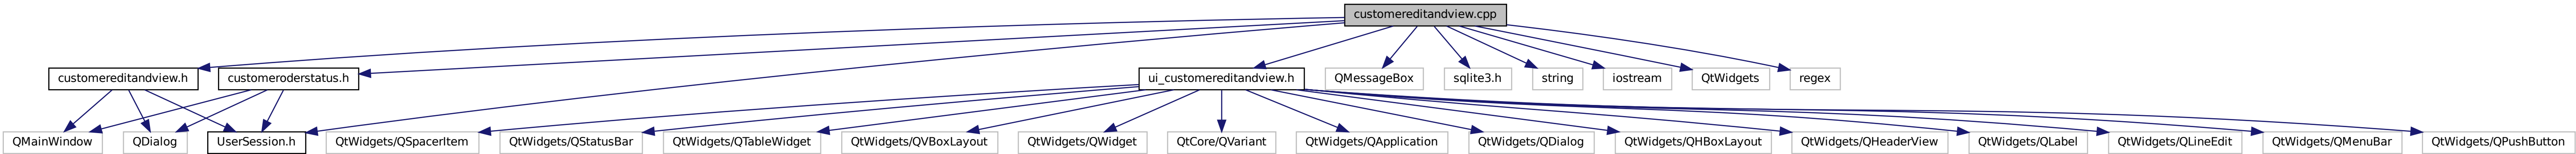 customereditandview.cpp
customereditandview.h
customeroderstatus.h
ui_customereditandview.h
QMessageBox
sqlite3.h
string
iostream
QtWidgets
regex
QMainWindow
QDialog
UserSession.h
QtWidgets/QSpacerItem
QtWidgets/QStatusBar
QtWidgets/QTableWidget
QtWidgets/QVBoxLayout
QtWidgets/QWidget
QtCore/QVariant
QtWidgets/QApplication
QtWidgets/QDialog
QtWidgets/QHBoxLayout
QtWidgets/QHeaderView
QtWidgets/QLabel
QtWidgets/QLineEdit
QtWidgets/QMenuBar
QtWidgets/QPushButton